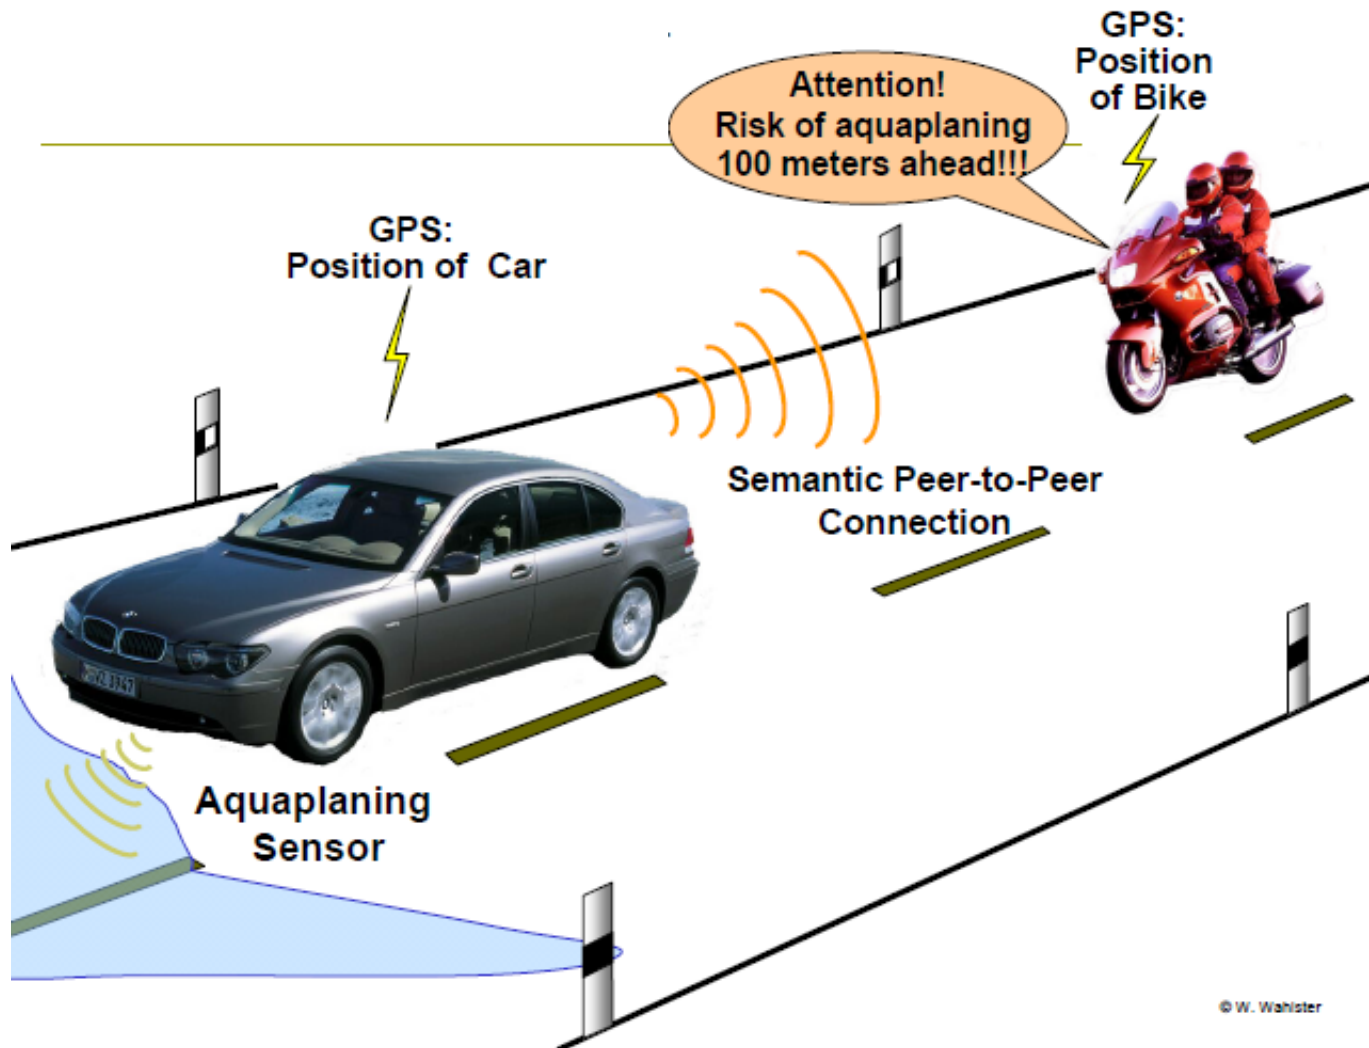 GPS:
Position
of Bike
Attention!
Risk of aquaplaning
100 meters ahead!!!
GPS:
Position of Car
Semantic Peer-to-Peer
Connection
Aquaplaning
Sensor
© W. Wahlster